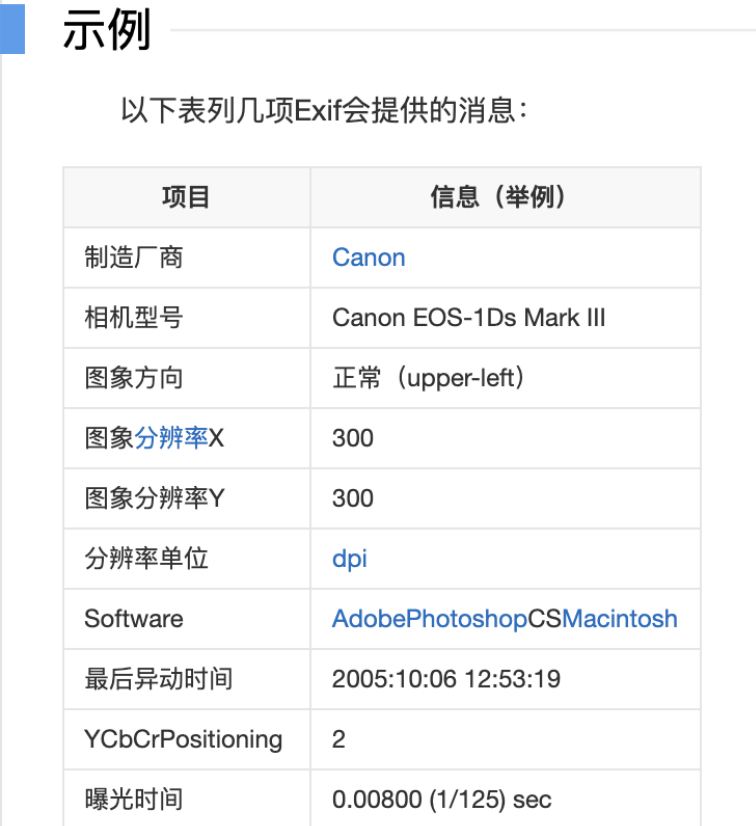 示例
以下表列几项Exif会提供的消息：
项目 信息（举例）
制造厂商 Canon
相机型号 Canon EOS-1Ds Mark III
图象方向 正常（upper-left）
图象分辨率X 300
图象分辨率Y 300
分辨率单位 dpi
Software AdobePhotoshopCSMacintosh
最后异动时间 2005:10:06 12:53:19
YCbCrPositioning 2
曝光时间 0.00800 (1/125) sec